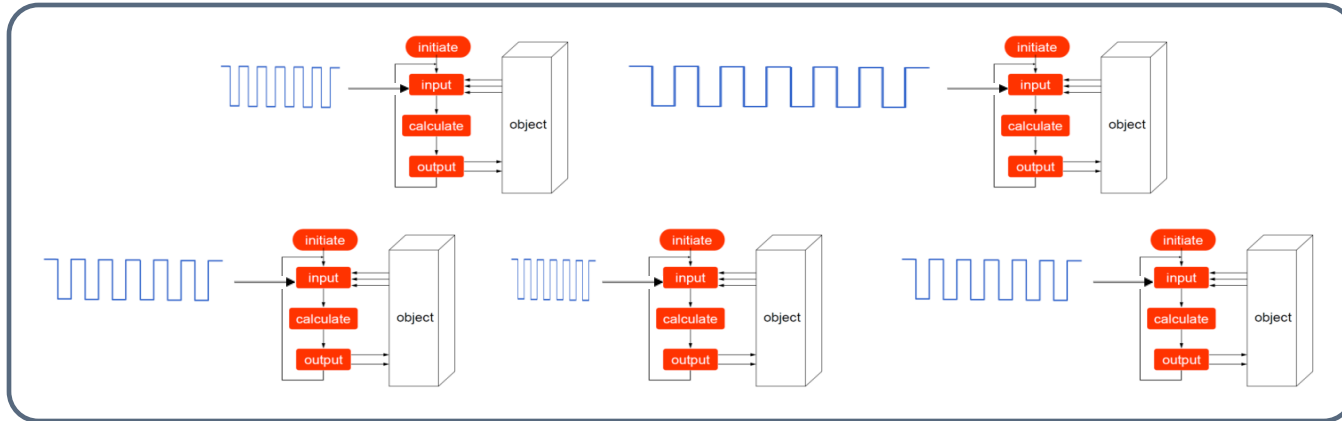 initiate
input
calculate
output
object
initiate
input
calculate
output
object
initiate
input
calculate
output
object
initiate
input
calculate
output
object
initiate
input
calculate
output
object